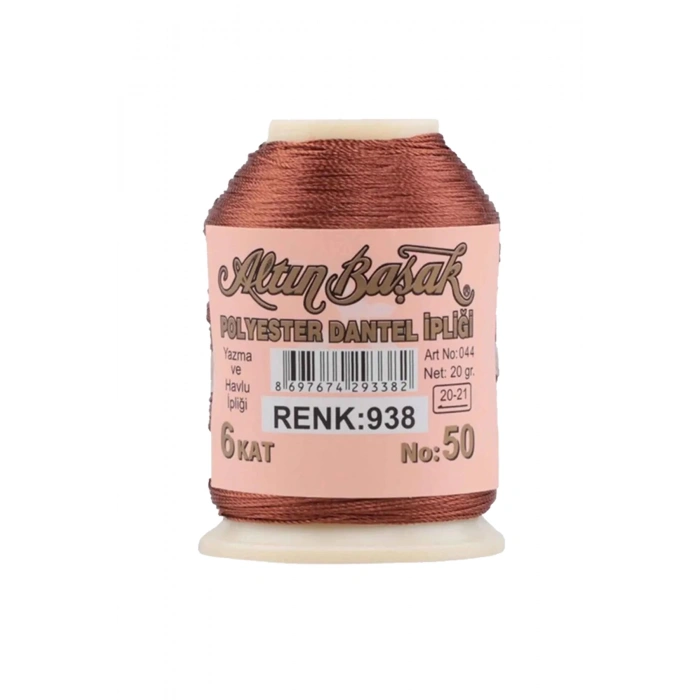 Altın Başak®
POLYESTER DANTEL İPLİĞİ
Yazma
ve
Havlu
İpliği
8 697674 293382
Art No:044
Net: 20 gr.
20-21
RENK:938
6 KAT
No: 50